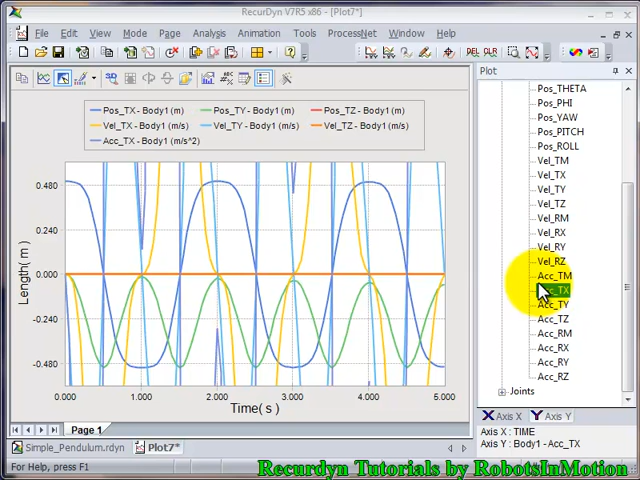 RecurDyn V7R5 x86 - [Plot7*]
File Edit View Mode Page Analysis Animation Tools ProcessNet Window Help
DEL CLR
Plot
3D
Pos_TX - Body1 (m) Pos_TY - Body1 (m) Pos_TZ - Body1 (m)
Vel_TX - Body1 (m/s) Vel_TY - Body1 (m/s) Vel_TZ - Body1 (m/s)
Acc_TX - Body1 (m/s^2)
Length( m )
0.480
0.240
0.000
-0.240
-0.480
0.000 1.000 2.000 3.000 4.000 5.000
Time( s )
Page 1
Simple_Pendulum.rdyn Plot7*
Pos_THETA
Pos_PHI
Pos_YAW
Pos_PITCH
Pos_ROLL
Vel_TM
Vel_TX
Vel_TY
Vel_TZ
Vel_RM
Vel_RX
Vel_RY
Vel_RZ
Acc_TM
Acc_TX
Acc_TY
Acc_TZ
Acc_RM
Acc_RX
Acc_RY
Acc_RZ
Joints
Axis X Axis Y
Axis X : TIME
Axis Y : Body1 - Acc_TX
For Help, press F1
Recurdyn Tutorials by RobotsInMotion